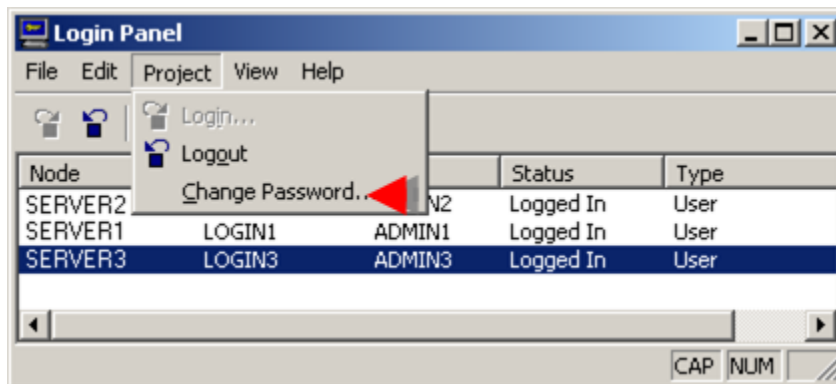 Login Panel
File Edit Project View Help
Login...
Logout
Change Password..
Node Status Type
SERVER2 N2 Logged In User
SERVER1 LOGIN1 ADMIN1 Logged In User
SERVER3 LOGIN3 ADMIN3 Logged In User
CAP NUM